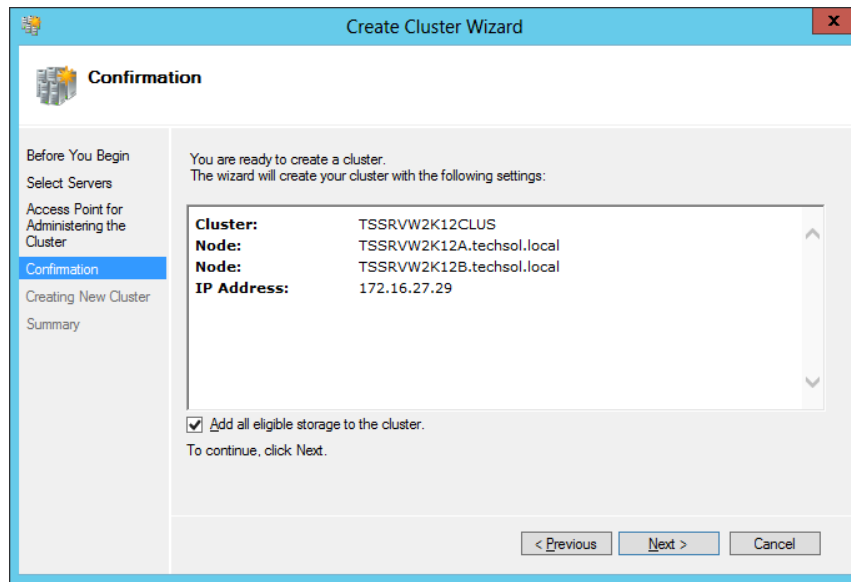 Create Cluster Wizard
x
Confirmation
Before You Begin
Select Servers
Access Point for
Administering the
Cluster
Confirmation
Creating New Cluster
Summary
You are ready to create a cluster.
The wizard will create your cluster with the following settings:
Cluster: TSSRVW2K12CLUS
Node: TSSRVW2K12A.techsol.local
Node: TSSRVW2K12B.techsol.local
IP Address: 172.16.27.29
Add all eligible storage to the cluster.
To continue, click Next.
< Previous
Next >
Cancel